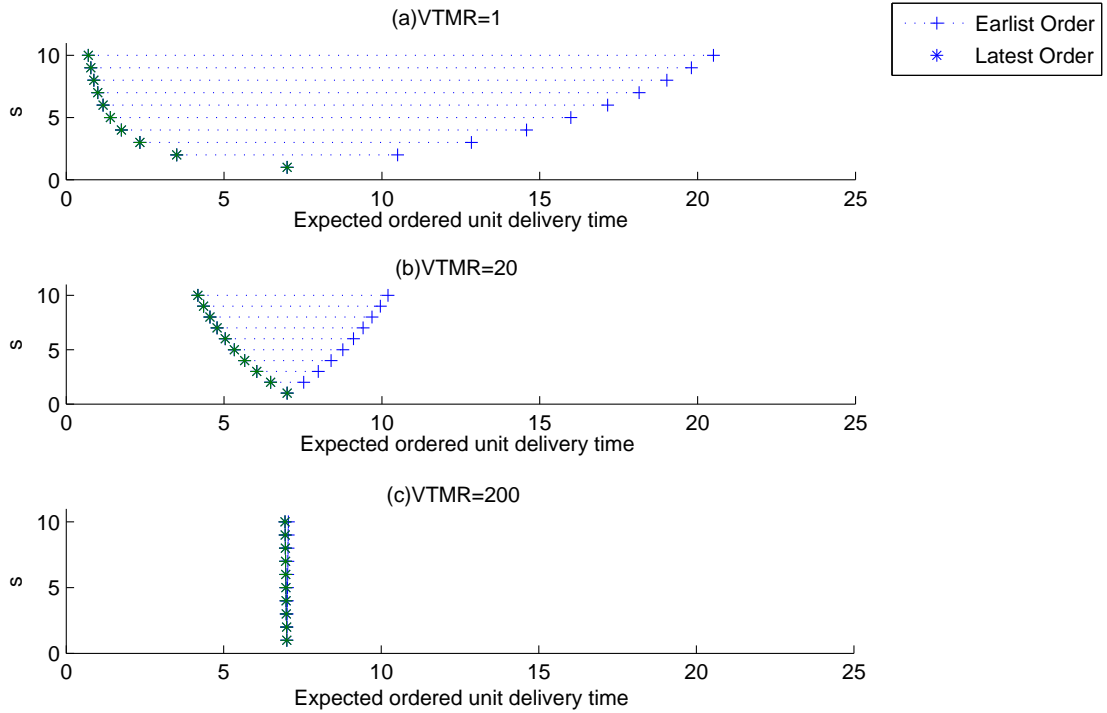 (a)VTMR=1
Earlist Order
Latest Order
10
5
0
s
0 5 10 15 20 25
Expected ordered unit delivery time
(b)VTMR=20
10
5
0
s
0 5 10 15 20 25
Expected ordered unit delivery time
(c)VTMR=200
10
5
0
s
0 5 10 15 20 25
Expected ordered unit delivery time